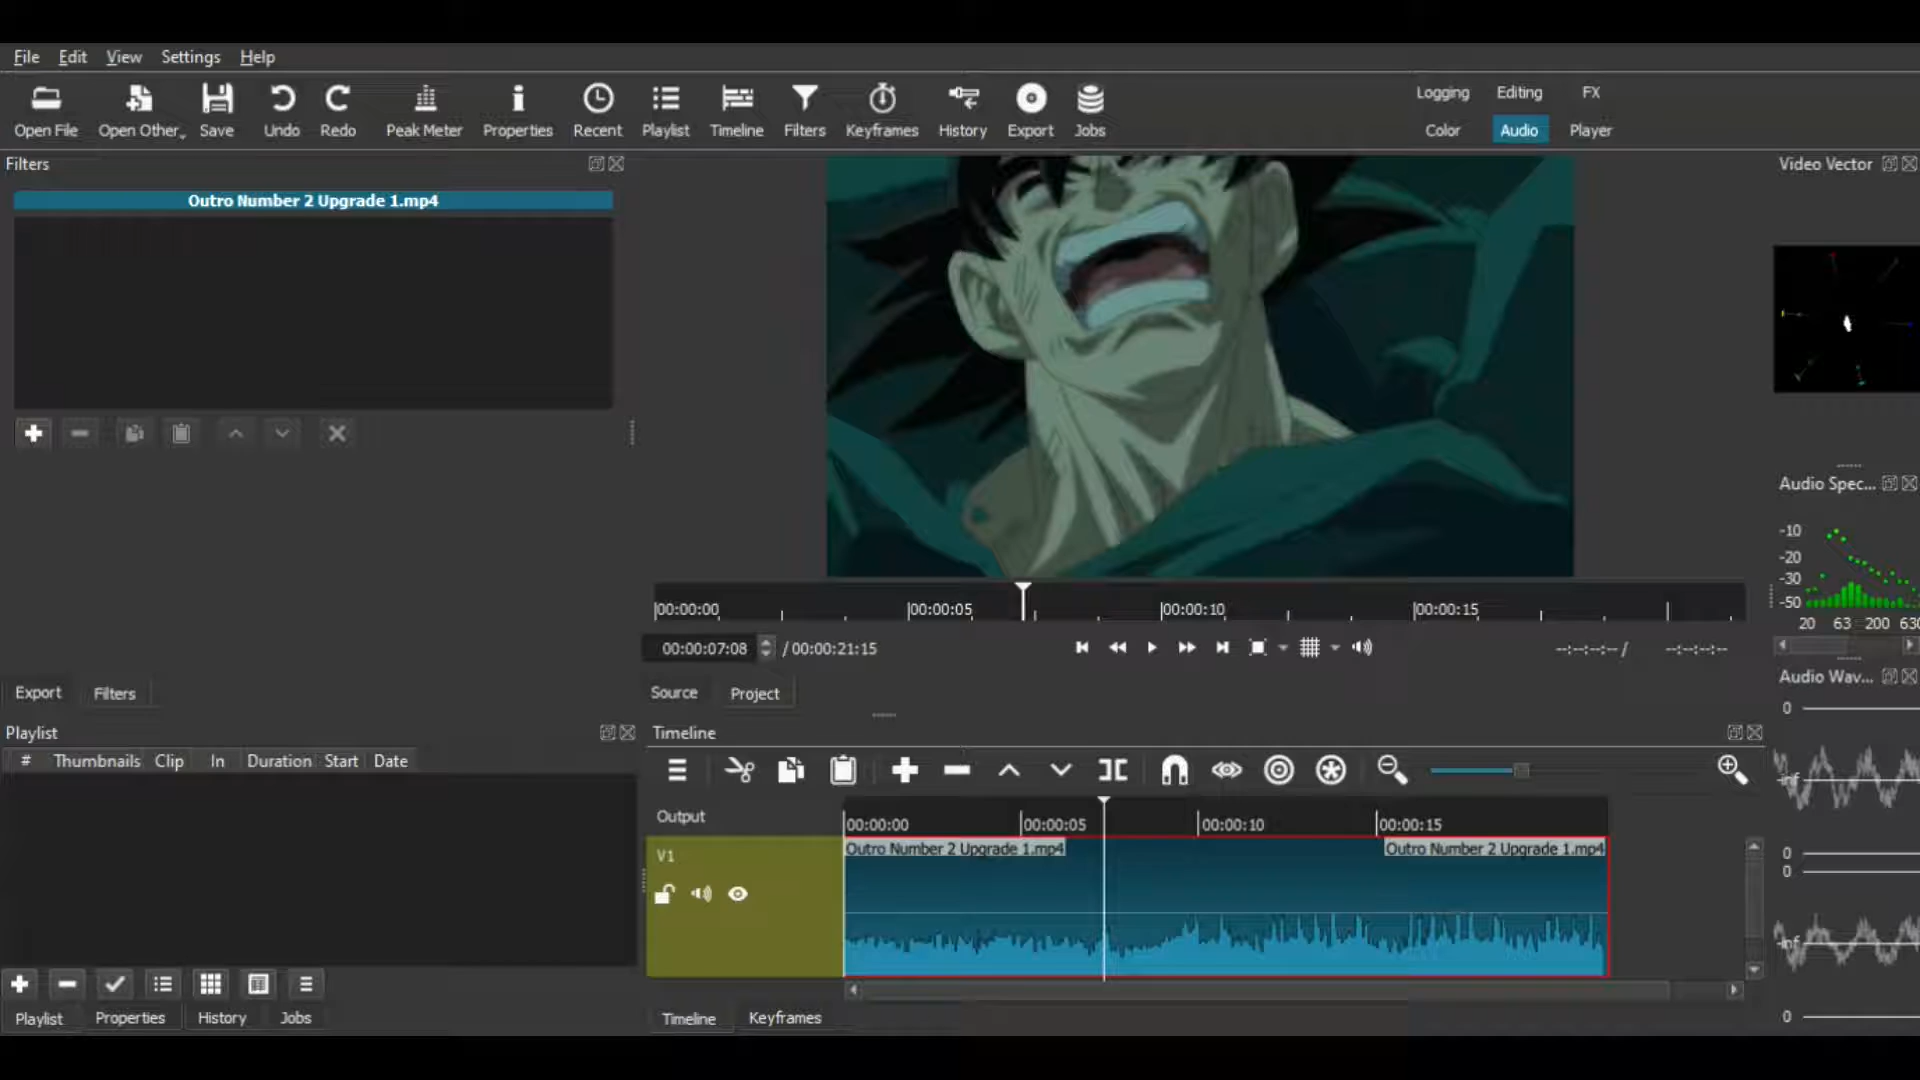 File Edit View Settings Help
Open File Open Other... Save Undo Redo Peak Meter Properties Recent Playlist Timeline Filters Keyframes History Export Jobs
Logging Editing FX
Color Audio Player
Filters
Outro Number 2 Upgrade 1.mp4
Video Vector
Audio Spec...
-10
-20
-30
-50
20 63 200 630
00:00:00 00:00:05 00:00:10 00:00:15
00:00:07:08 / 00:00:21:15 --:--:--:-- / --:--:--:--
Export Filters
Source Project
Audio Wav...
0
-inf
0
0
-inf
0
Playlist
# Thumbnails Clip In Duration Start Date
Timeline
Output
00:00:00 00:00:05 00:00:10 00:00:15
V1
Outro Number 2 Upgrade 1.mp4 Outro Number 2 Upgrade 1.mp4
Playlist Properties History Jobs
Timeline Keyframes